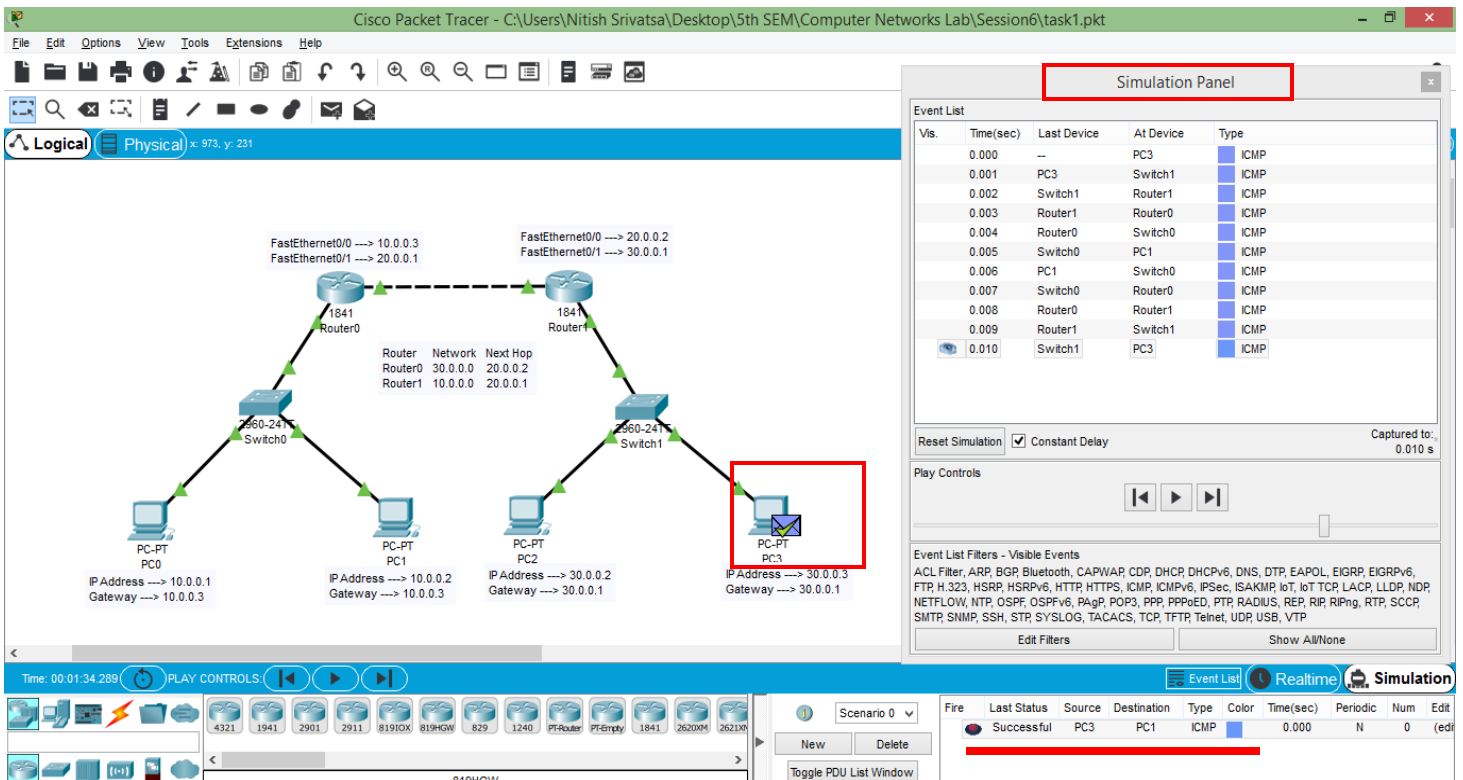 Cisco Packet Tracer - C:\Users\Nitish Srivatsa\Desktop\5th SEM\Computer Networks Lab\Session6\task1.pkt
File Edit Options View Tools Extensions Help
Logical Physical x: 973, y: 231
FastEthernet0/0 ---> 10.0.0.3
FastEthernet0/1 ---> 20.0.0.1
FastEthernet0/0 ---> 20.0.0.2
FastEthernet0/1 ---> 30.0.0.1
1841
Router0
1841
Router1
Router Network Next Hop
Router0 30.0.0.0 20.0.0.2
Router1 10.0.0.0 20.0.0.1
2960-24TT
Switch0
2960-24TT
Switch1
PC-PT
PC0
IP Address ---> 10.0.0.1
Gateway ---> 10.0.0.3
PC-PT
PC1
IP Address ---> 10.0.0.2
Gateway ---> 10.0.0.3
PC-PT
PC2
IP Address ---> 30.0.0.2
Gateway ---> 30.0.0.1
PC-PT
PC3
IP Address ---> 30.0.0.3
Gateway ---> 30.0.0.1
Simulation Panel
Event List
Vis. Time(sec) Last Device At Device Type
0.000 -- PC3 ICMP
0.001 PC3 Switch1 ICMP
0.002 Switch1 Router1 ICMP
0.003 Router1 Router0 ICMP
0.004 Router0 Switch0 ICMP
0.005 Switch0 PC1 ICMP
0.006 PC1 Switch0 ICMP
0.007 Switch0 Router0 ICMP
0.008 Router0 Router1 ICMP
0.009 Router1 Switch1 ICMP
0.010 Switch1 PC3 ICMP
Reset Simulation Constant Delay
Captured to:
0.010 s
Play Controls
Event List Filters - Visible Events
ACL Filter, ARP, BGP, Bluetooth, CAPWAP, CDP, DHCP, DHCPv6, DNS, DTP, EAPOL, EIGRP, EIGRPv6,
FTP, H.323, HSRP, HSRPv6, HTTP, HTTPS, ICMP, ICMPv6, IPSec, ISAKMP, IoT, IoT TCP, LACP, LLDP, NDP,
NETFLOW, NTP, OSPF, OSPFv6, PAgP, POP3, PPP, PPPoED, PTP, RADIUS, REP, RIP, RIPng, RTP, SCCP,
SMTP, SNMP, SSH, STP, SYSLOG, TACACS, TCP, TFTP, Telnet, UDP, USB, VTP
Edit Filters Show All/None
Time: 00:01:34.289 PLAY CONTROLS: Event List Realtime Simulation
4321 1941 2901 2911 819IOX 819HGW 829 1240 PT-Router PT-Empty 1841 2620XM 2621XM
819HGW
Scenario 0
New Delete
Toggle PDU List Window
Fire Last Status Source Destination Type Color Time(sec) Periodic Num Edit
Successful PC3 PC1 ICMP 0.000 N 0 (edi